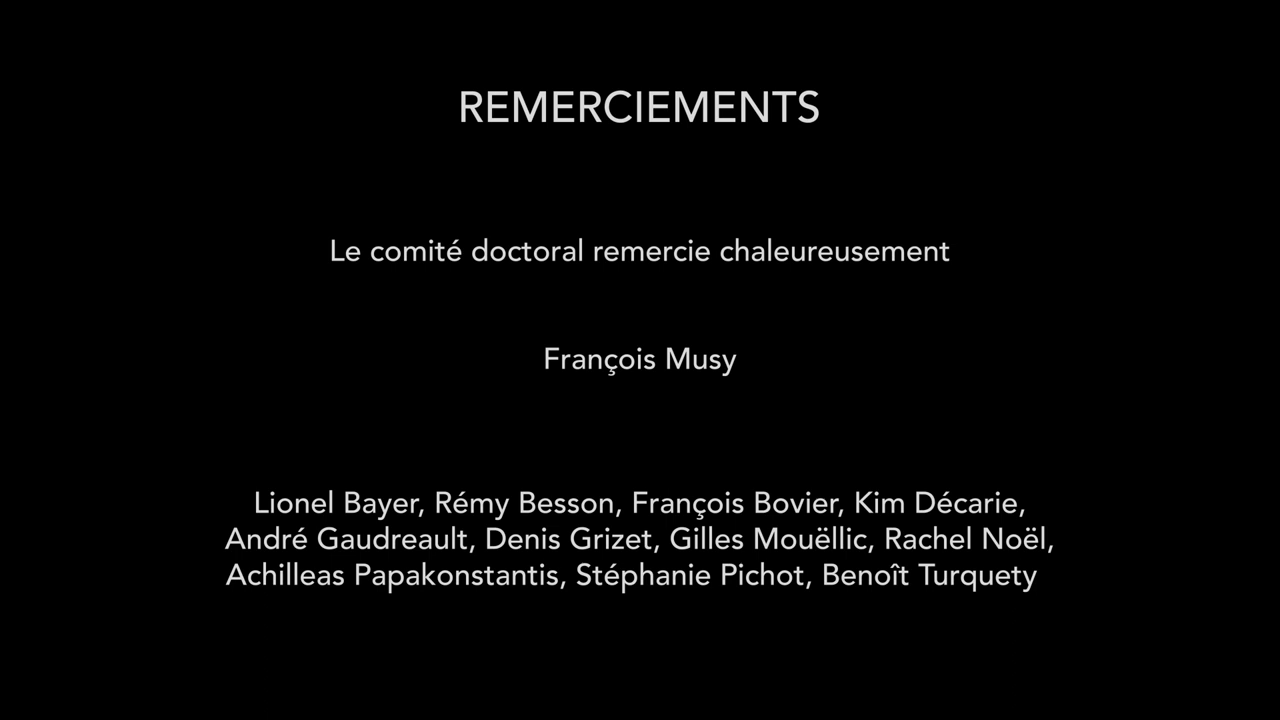 REMERCIEMENTS
Le comité doctoral remercie chaleureusement
François Musy
Lionel Bayer, Rémy Besson, François Bovier, Kim Décarie,
André Gaudreault, Denis Grizet, Gilles Mouëllic, Rachel Noël,
Achilleas Papakonstantis, Stéphanie Pichot, Benoît Turquety